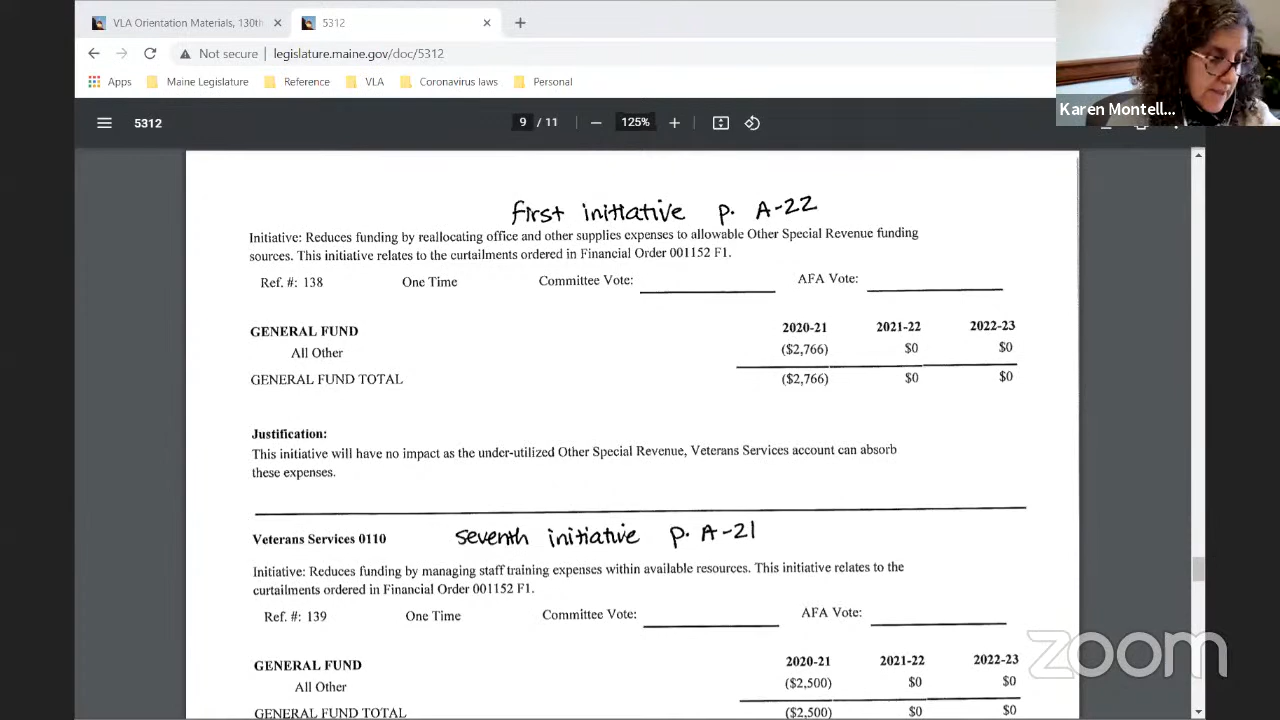 VLA Orientation Materials, 130th
5312
Not secure | legislature.maine.gov/doc/5312
Apps Maine Legislature Reference VLA Coronavirus laws Personal
Karen Montell...
5312 9 / 11 125%
first initiative p. A-22
Initiative: Reduces funding by reallocating office and other supplies expenses to allowable Other Special Revenue funding
sources. This initiative relates to the curtailments ordered in Financial Order 001152 F1.
Ref. #: 138 One Time Committee Vote: AFA Vote:
GENERAL FUND 2020-21 2021-22 2022-23
All Other ($2,766) $0 $0
GENERAL FUND TOTAL ($2,766) $0 $0
Justification:
This initiative will have no impact as the under-utilized Other Special Revenue, Veterans Services account can absorb
these expenses.
Veterans Services 0110 seventh initiative p. A-21
Initiative: Reduces funding by managing staff training expenses within available resources. This initiative relates to the
curtailments ordered in Financial Order 001152 F1.
Ref. #: 139 One Time Committee Vote: AFA Vote:
GENERAL FUND 2020-21 2021-22 2022-23
All Other ($2,500) $0 $0
GENERAL FUND TOTAL ($2,500) $0 $0
zoom